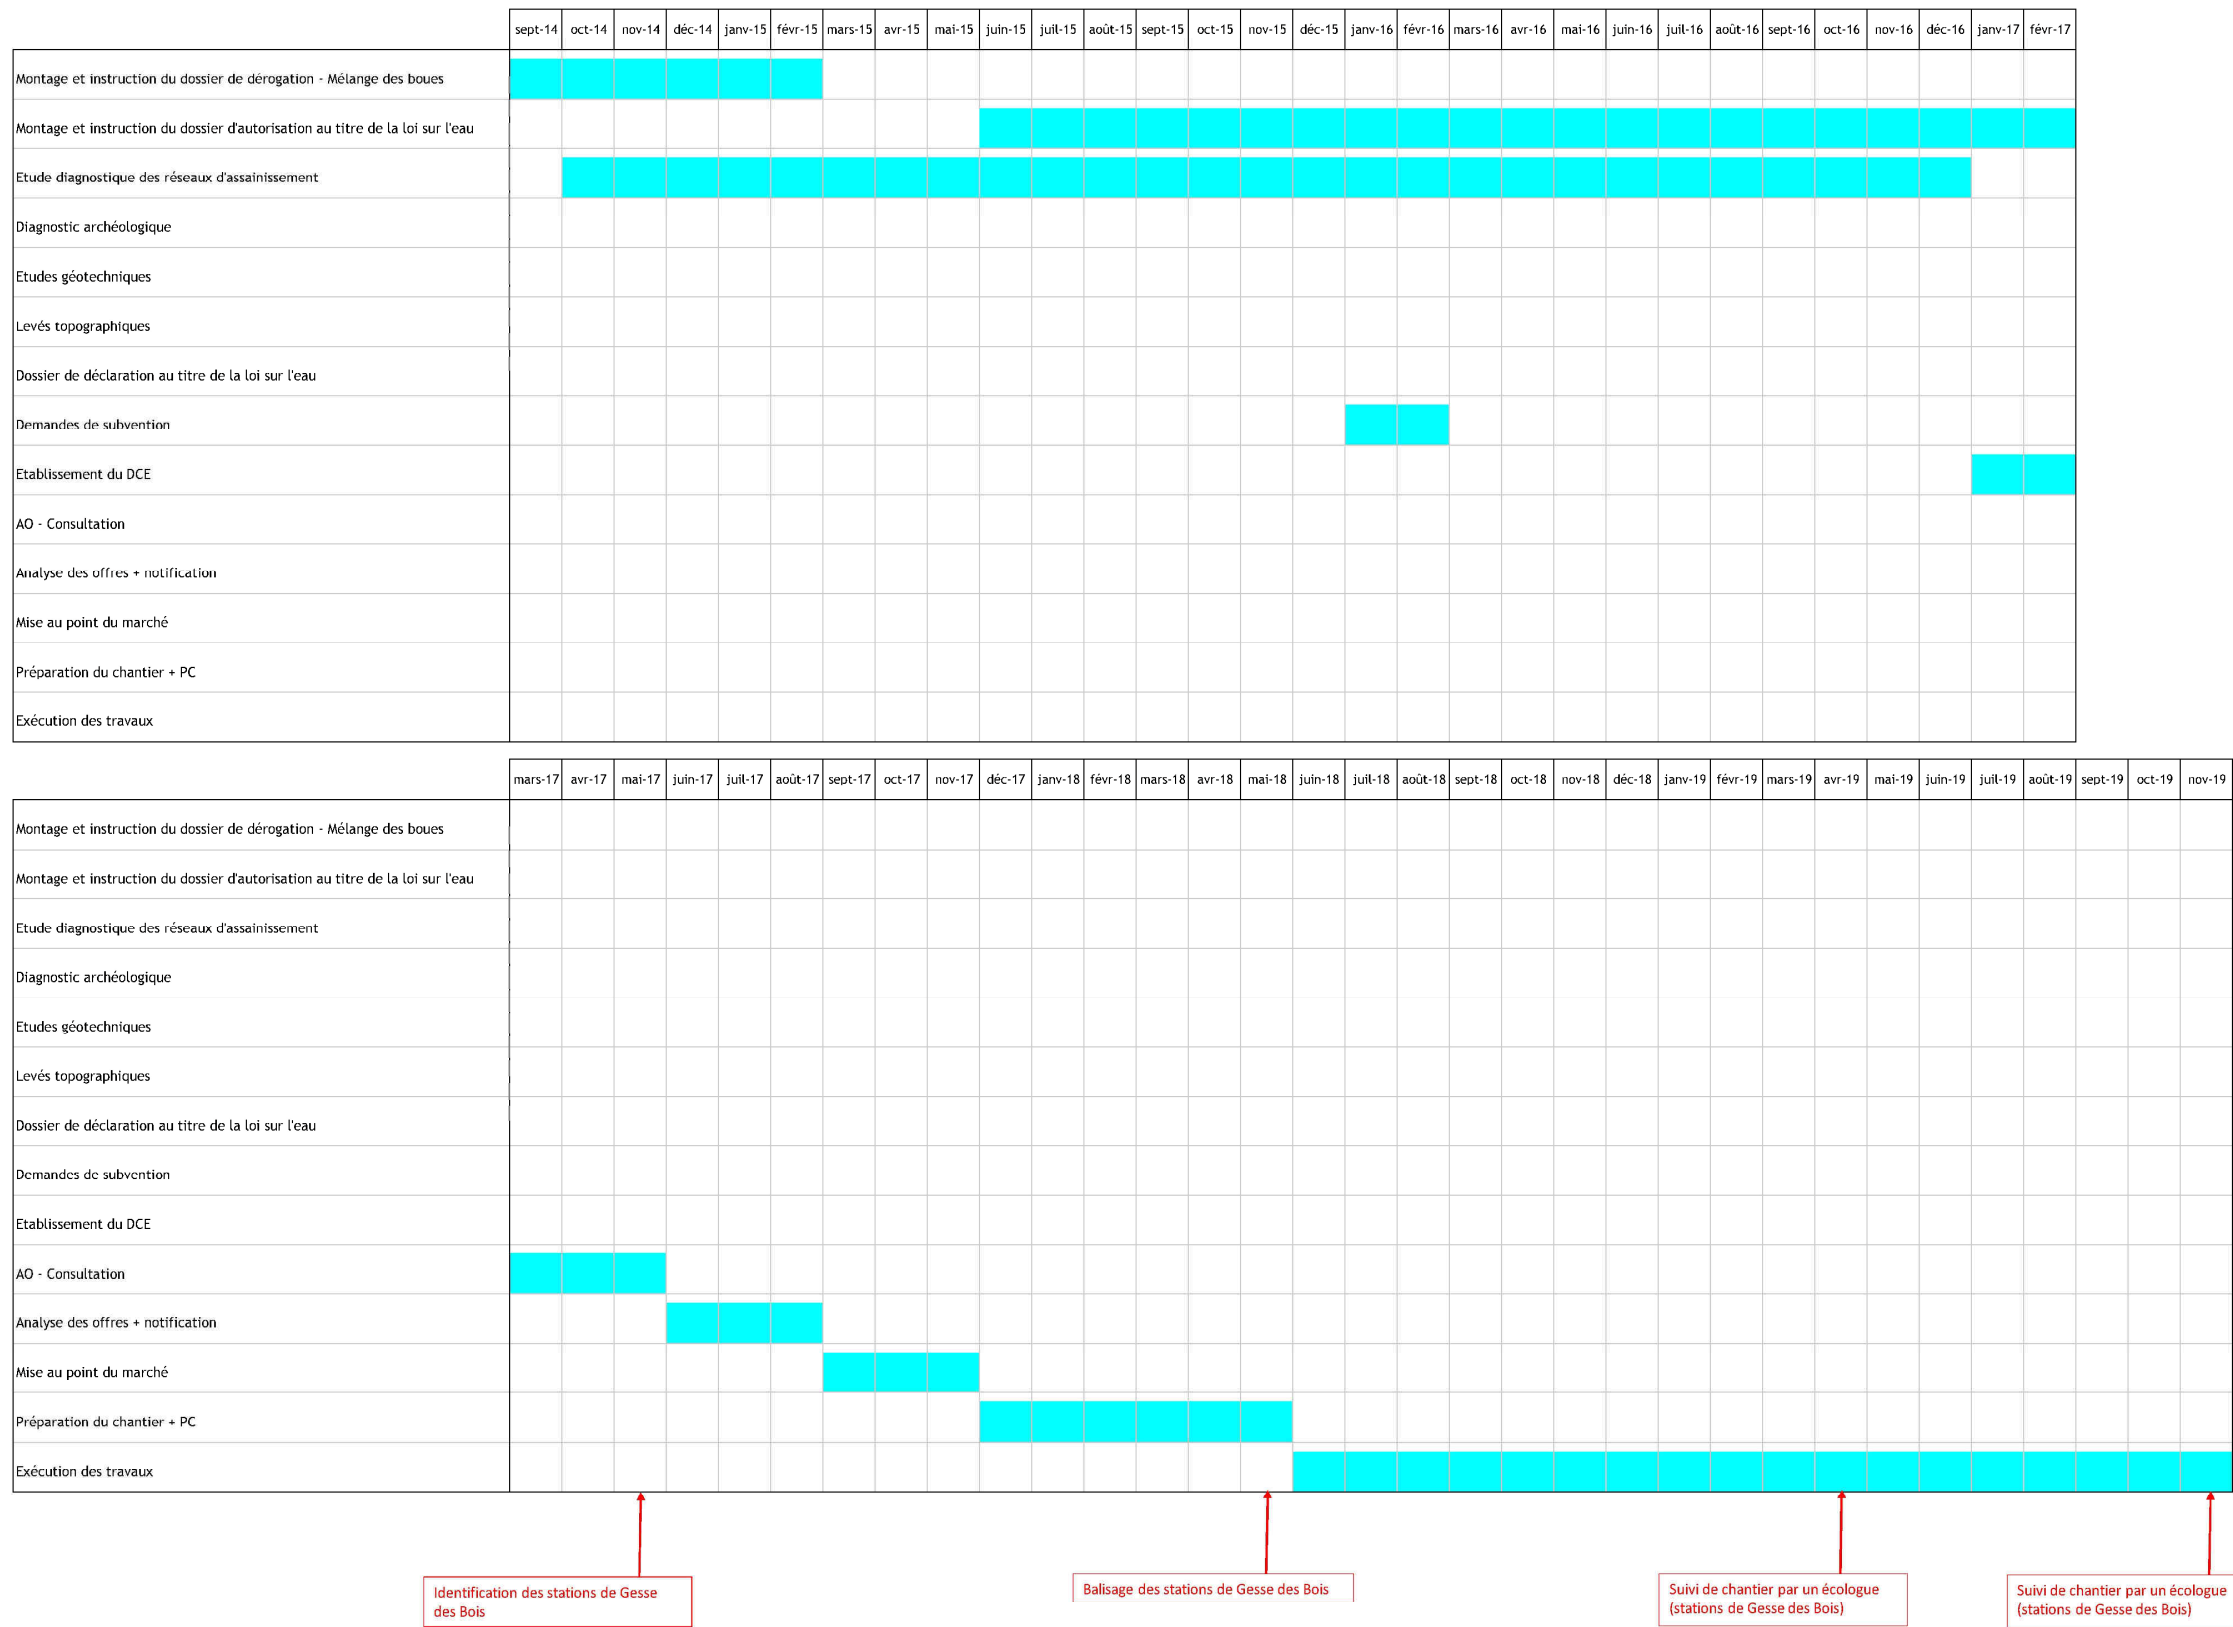 sept-14 oct-14 nov-14 déc-14 janv-15 févr-15 mars-15 avr-15 mai-15 juin-15 juil-15 août-15 sept-15 oct-15 nov-15 déc-15 janv-16 févr-16 mars-16 avr-16 mai-16 juin-16 juil-16 août-16 sept-16 oct-16 nov-16 déc-16 janv-17 févr-17
Montage et instruction du dossier de dérogation - Mélange des boues
Montage et instruction du dossier d'autorisation au titre de la loi sur l'eau
Etude diagnostique des réseaux d'assainissement
Diagnostic archéologique
Etudes géotechniques
Levés topographiques
Dossier de déclaration au titre de la loi sur l'eau
Demandes de subvention
Etablissement du DCE
AO - Consultation
Analyse des offres + notification
Mise au point du marché
Préparation du chantier + PC
Exécution des travaux
mars-17 avr-17 mai-17 juin-17 juil-17 août-17 sept-17 oct-17 nov-17 déc-17 janv-18 févr-18 mars-18 avr-18 mai-18 juin-18 juil-18 août-18 sept-18 oct-18 nov-18 déc-18 janv-19 févr-19 mars-19 avr-19 mai-19 juin-19 juil-19 août-19 sept-19 oct-19 nov-19
Montage et instruction du dossier de dérogation - Mélange des boues
Montage et instruction du dossier d'autorisation au titre de la loi sur l'eau
Etude diagnostique des réseaux d'assainissement
Diagnostic archéologique
Etudes géotechniques
Levés topographiques
Dossier de déclaration au titre de la loi sur l'eau
Demandes de subvention
Etablissement du DCE
AO - Consultation
Analyse des offres + notification
Mise au point du marché
Préparation du chantier + PC
Exécution des travaux
Identification des stations de Gesse
des Bois
Balisage des stations de Gesse des Bois
Suivi de chantier par un écologue
(stations de Gesse des Bois)
Suivi de chantier par un écologue
(stations de Gesse des Bois)